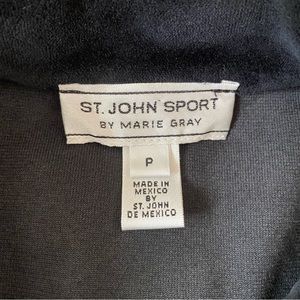 ST. JOHN SPORT
BY MARIE GRAY
P
MADE IN
MEXICO
BY
ST. JOHN
DE MEXICO